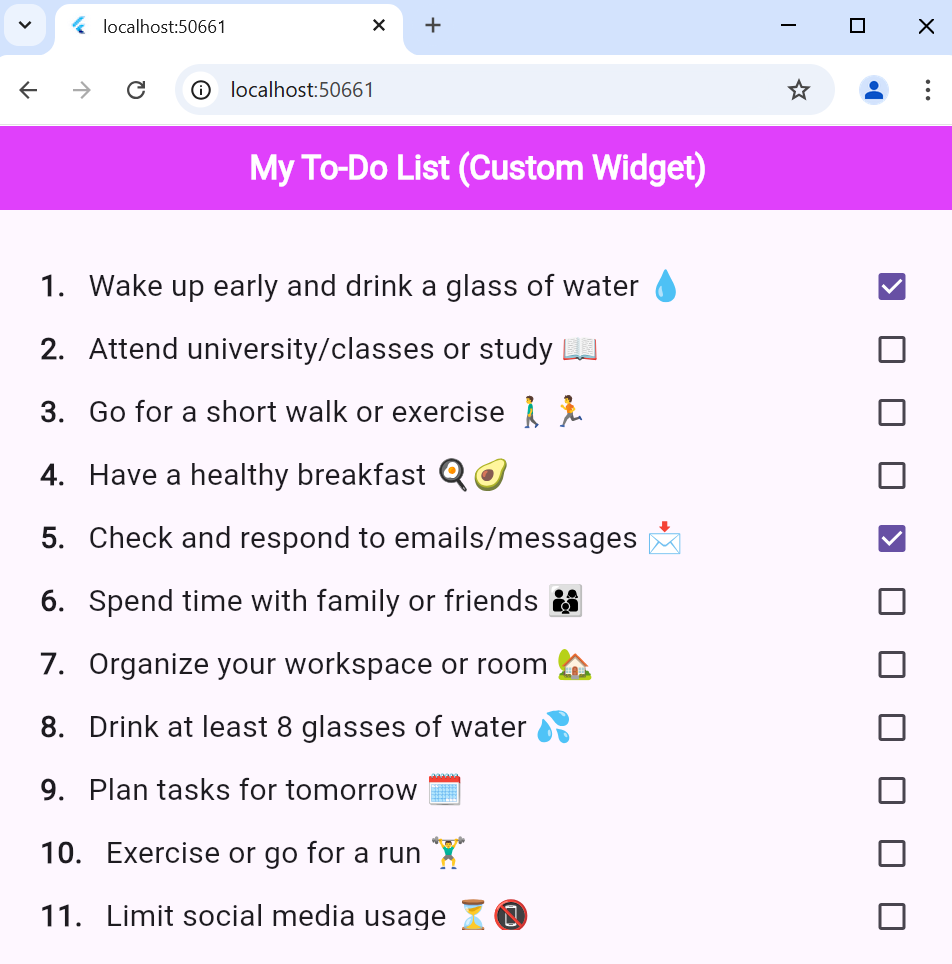 localhost:50661
localhost:50661
My To-Do List (Custom Widget)
1. Wake up early and drink a glass of water 💧
2. Attend university/classes or study 📖
3. Go for a short walk or exercise 🚶‍♂️🏃
4. Have a healthy breakfast 🍳🥑
5. Check and respond to emails/messages 📩
6. Spend time with family or friends 👨‍👩‍👦
7. Organize your workspace or room 🏡
8. Drink at least 8 glasses of water 💦
9. Plan tasks for tomorrow 🗓️
10. Exercise or go for a run 🏋️‍♂️
11. Limit social media usage ⏳📵